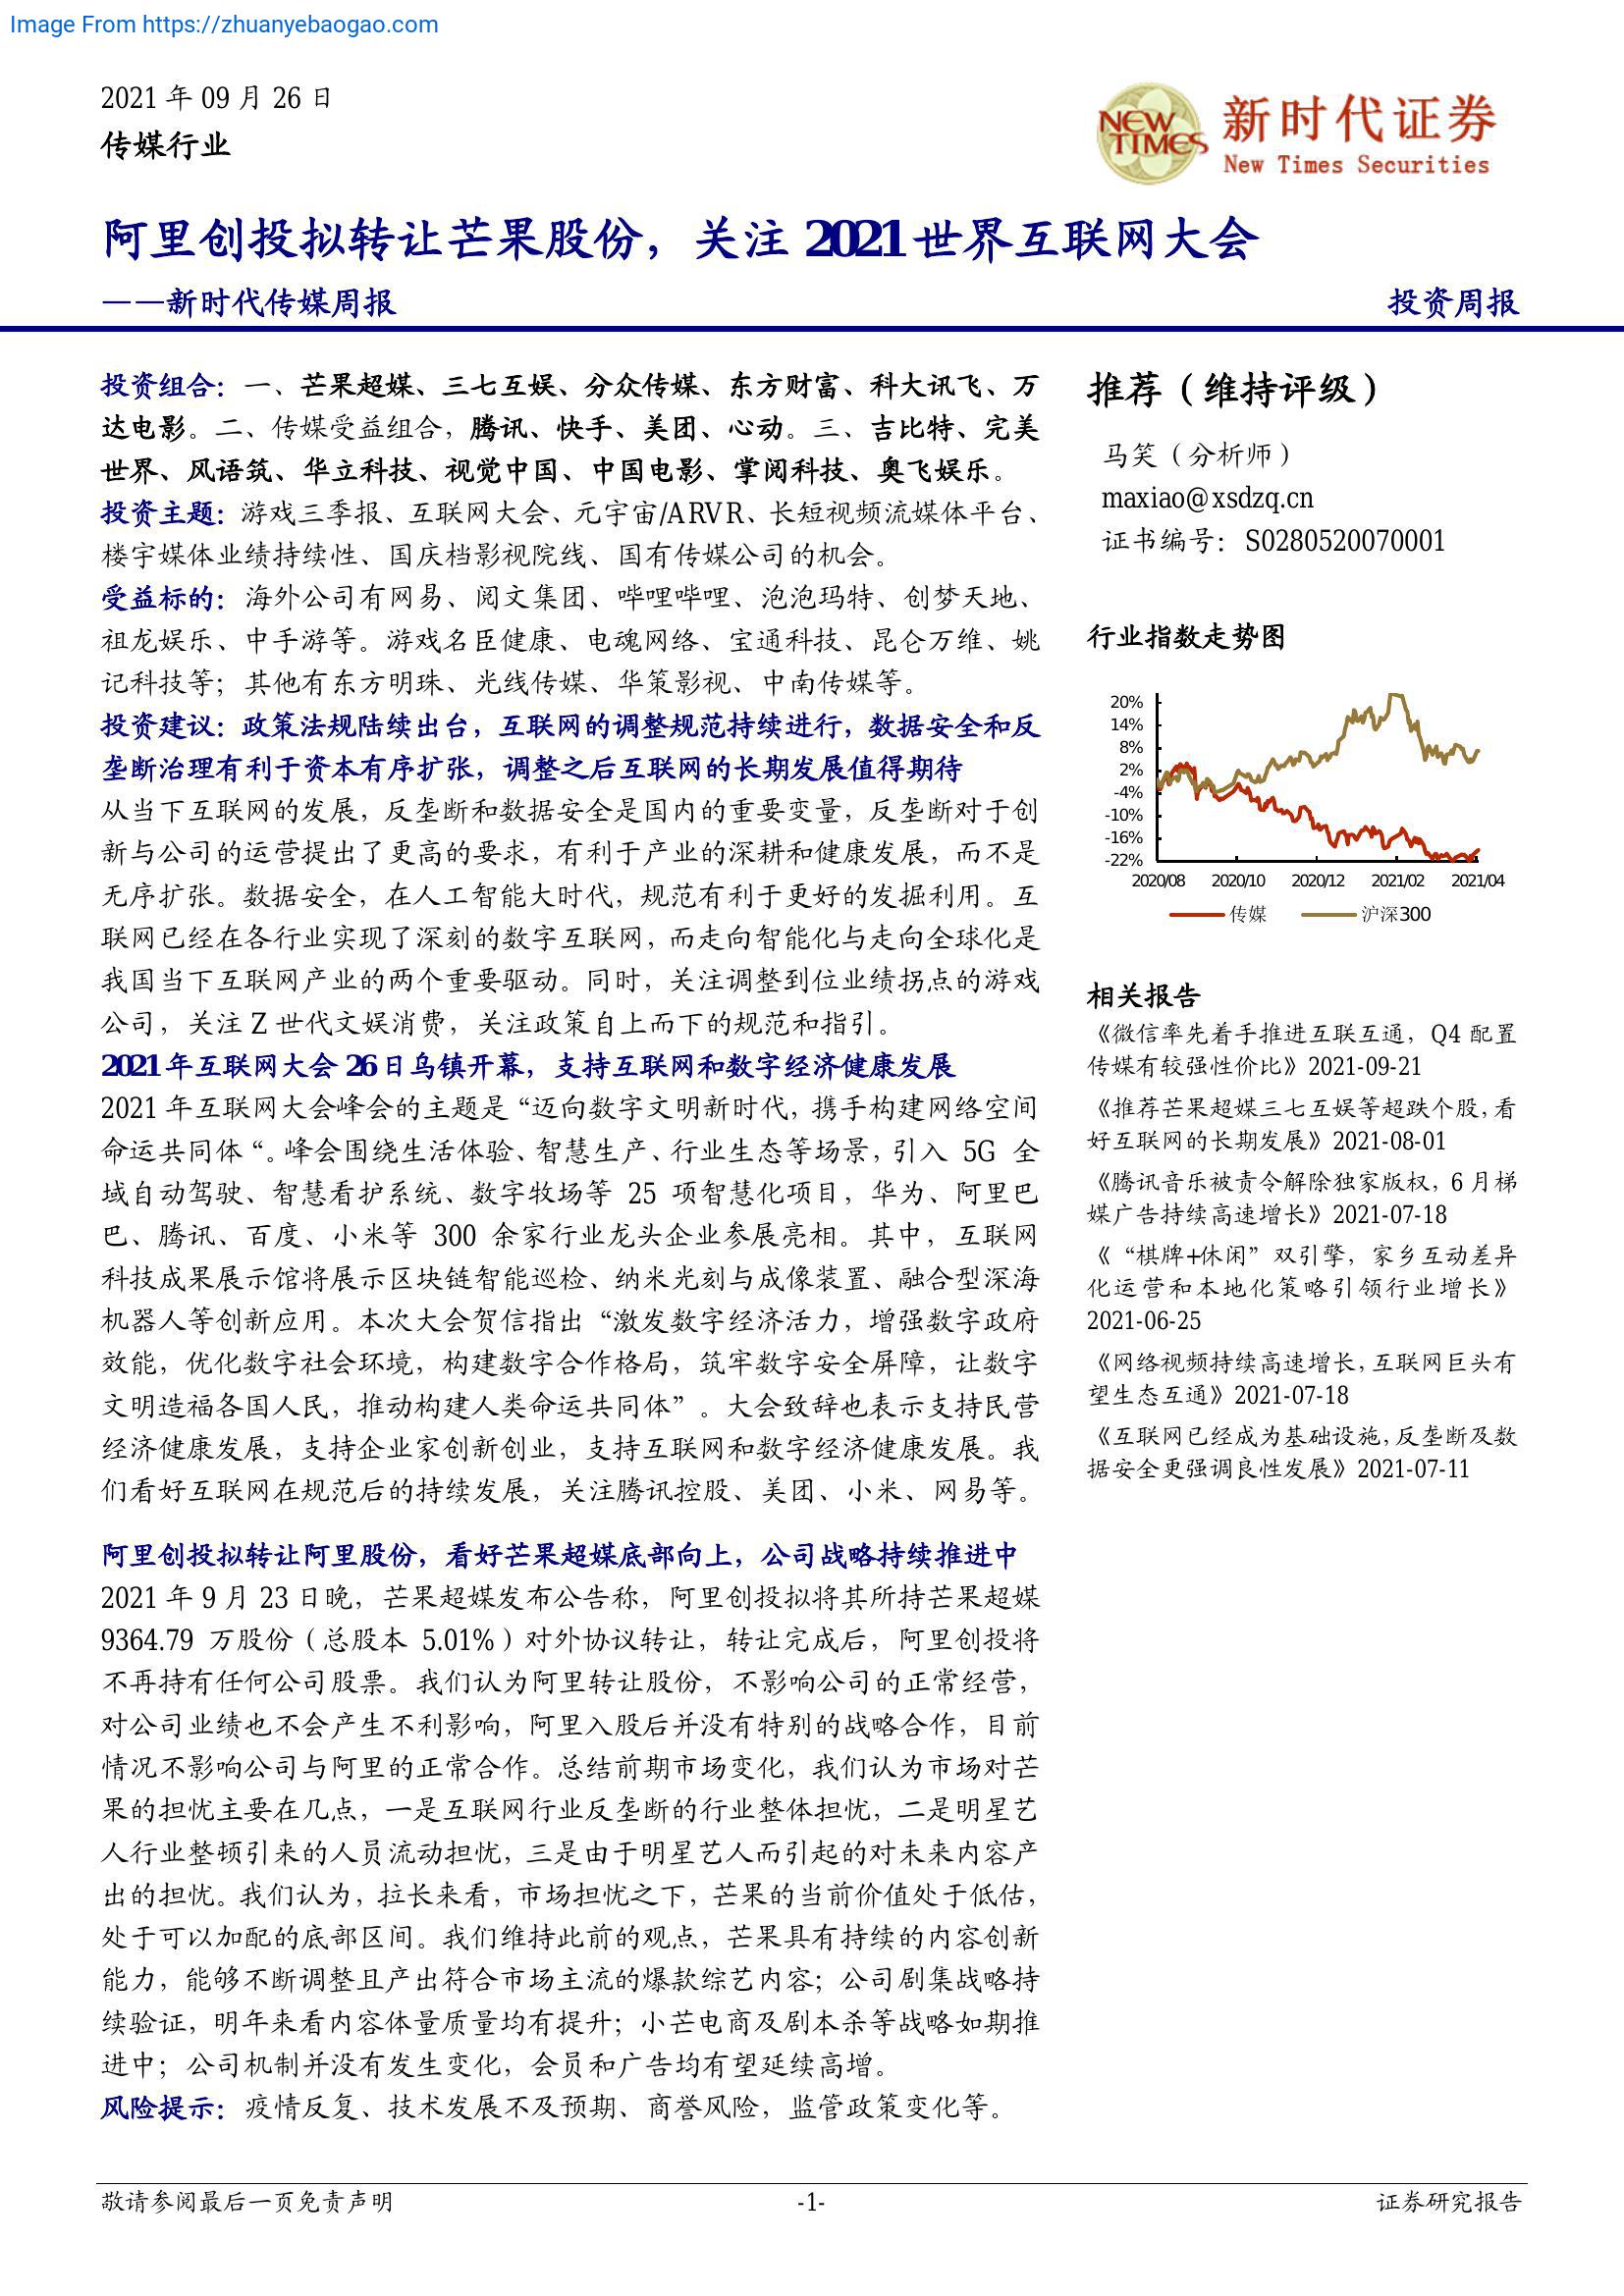 Image From https://zhuanyebaogao.com
2021 年 09 月 26 日
传媒行业
NEW TIMES
新时代证券
New Times Securities
阿里创投拟转让芒果股份，关注 2021 世界互联网大会
——新时代传媒周报
投资周报
投资组合：一、芒果超媒、三七互娱、分众传媒、东方财富、科大讯飞、万
达电影。二、传媒受益组合，腾讯、快手、美团、心动。三、吉比特、完美
世界、风语筑、华立科技、视觉中国、中国电影、掌阅科技、奥飞娱乐。
投资主题：游戏三季报、互联网大会、元宇宙/ARVR、长短视频流媒体平台、
楼宇媒体业绩持续性、国庆档影视院线、国有传媒公司的机会。
受益标的：海外公司有网易、阅文集团、哔哩哔哩、泡泡玛特、创梦天地、
祖龙娱乐、中手游等。游戏名臣健康、电魂网络、宝通科技、昆仑万维、姚
记科技等；其他有东方明珠、光线传媒、华策影视、中南传媒等。
投资建议：政策法规陆续出台，互联网的调整规范持续进行，数据安全和反
垄断治理有利于资本有序扩张，调整之后互联网的长期发展值得期待
从当下互联网的发展，反垄断和数据安全是国内的重要变量，反垄断对于创
新与公司的运营提出了更高的要求，有利于产业的深耕和健康发展，而不是
无序扩张。数据安全，在人工智能大时代，规范有利于更好的发掘利用。互
联网已经在各行业实现了深刻的数字互联网，而走向智能化与走向全球化是
我国当下互联网产业的两个重要驱动。同时，关注调整到位业绩拐点的游戏
公司，关注 Z 世代文娱消费，关注政策自上而下的规范和指引。
2021 年互联网大会 26 日乌镇开幕，支持互联网和数字经济健康发展
2021 年互联网大会峰会的主题是“迈向数字文明新时代，携手构建网络空间
命运共同体“。峰会围绕生活体验、智慧生产、行业生态等场景，引入 5G 全
域自动驾驶、智慧看护系统、数字牧场等 25 项智慧化项目，华为、阿里巴
巴、腾讯、百度、小米等 300 余家行业龙头企业参展亮相。其中，互联网
科技成果展示馆将展示区块链智能巡检、纳米光刻与成像装置、融合型深海
机器人等创新应用。本次大会贺信指出“激发数字经济活力，增强数字政府
效能，优化数字社会环境，构建数字合作格局，筑牢数字安全屏障，让数字
文明造福各国人民，推动构建人类命运共同体”。大会致辞也表示支持民营
经济健康发展，支持企业家创新创业，支持互联网和数字经济健康发展。我
们看好互联网在规范后的持续发展，关注腾讯控股、美团、小米、网易等。
阿里创投拟转让阿里股份，看好芒果超媒底部向上，公司战略持续推进中
2021 年 9 月 23 日晚，芒果超媒发布公告称，阿里创投拟将其所持芒果超媒
9364.79 万股份（总股本 5.01%）对外协议转让，转让完成后，阿里创投将
不再持有任何公司股票。我们认为阿里转让股份，不影响公司的正常经营，
对公司业绩也不会产生不利影响，阿里入股后并没有特别的战略合作，目前
情况不影响公司与阿里的正常合作。总结前期市场变化，我们认为市场对芒
果的担忧主要在几点，一是互联网行业反垄断的行业整体担忧，二是明星艺
人行业整顿引来的人员流动担忧，三是由于明星艺人而引起的对未来内容产
出的担忧。我们认为，拉长来看，市场担忧之下，芒果的当前价值处于低估，
处于可以加配的底部区间。我们维持此前的观点，芒果具有持续的内容创新
能力，能够不断调整且产出符合市场主流的爆款综艺内容；公司剧集战略持
续验证，明年来看内容体量质量均有提升；小芒电商及剧本杀等战略如期推
进中；公司机制并没有发生变化，会员和广告均有望延续高增。
风险提示：疫情反复、技术发展不及预期、商誉风险，监管政策变化等。
推荐（维持评级）
马笑（分析师）
maxiao@xsdzq.cn
证书编号：S0280520070001
行业指数走势图
20%
14%
8%
2%
-4%
-10%
-16%
-22%
2020/08 2020/10 2020/12 2021/02 2021/04
传媒 沪深300
相关报告
《微信率先着手推进互联互通，Q4 配置
传媒有较强性价比》2021-09-21
《推荐芒果超媒三七互娱等超跌个股，看
好互联网的长期发展》2021-08-01
《腾讯音乐被责令解除独家版权，6 月梯
媒广告持续高速增长》2021-07-18
《“棋牌+休闲”双引擎，家乡互动差异
化运营和本地化策略引领行业增长》
2021-06-25
《网络视频持续高速增长，互联网巨头有
望生态互通》2021-07-18
《互联网已经成为基础设施，反垄断及数
据安全更强调良性发展》2021-07-11
敬请参阅最后一页免责声明
-1-
证券研究报告